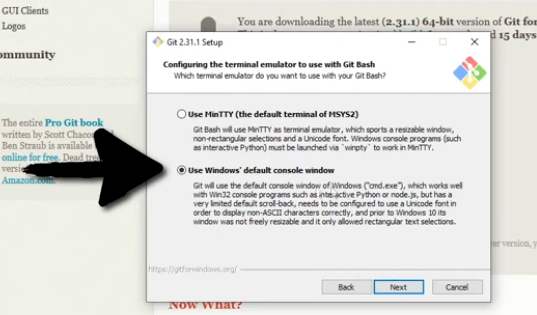 GUI Clients
Logos
ommunity
The entire Pro Git book
written by Scott Chacon
Ben Straub is available
online for free. Dead tree
Amazon.com.
You are downloading the latest (2.31.1) 64-bit version of Git for
15 days
Git 2.31.1 Setup
Configuring the terminal emulator to use with Git Bash
Which terminal emulator do you want to use with your Git Bash?
Use MinTTY (the default terminal of MSYS2)
Git Bash will use MinTTY as terminal emulator, which sports a resizable window,
non-rectangular selections and a Unicode font. Windows console programs (such
as interactive Python) must be launched via `winpty` to work in MinTTY.
Use Windows' default console window
Git will use the default console window of Windows ("cmd.exe"), which works well
with Win32 console programs such as interactive Python or node.js, but has a
very limited default scroll-back, needs to be configured to use a Unicode font in
order to display non-ASCII characters correctly, and prior to Windows 10 its
window was not freely resizable and it only allowed rectangular text selections.
https://gitforwindows.org/
Back Next Cancel
er version, y
Now What?